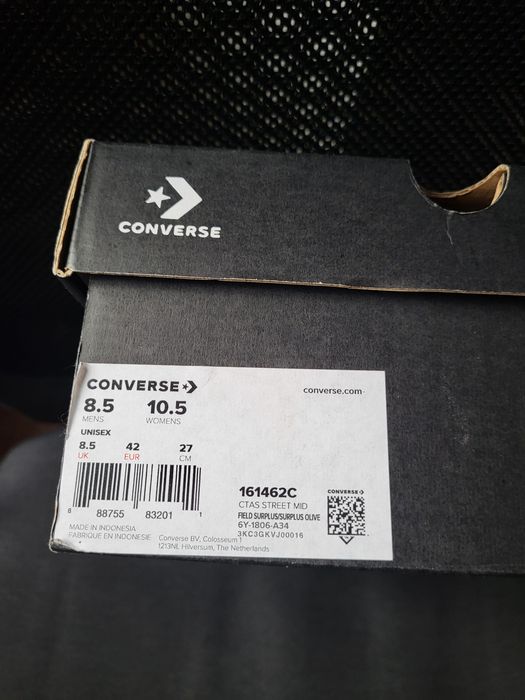 CONVERSE
CONVERSE
converse.com
8.5 10.5
MENS WOMENS
UNISEX
8.5 42 27
UK EUR CM
161462C
CTAS STREET MID
FIELD SURPLUS/SURPLUS OLIVE
6Y-1806-A34
3KC3GKVJ00016
CONVERSE
8 88755 83201 1
MADE IN INDONESIA
FABRIQUE EN INDONESIE
Converse BV, Colosseum 1
1213NL Hilversum, The Netherlands